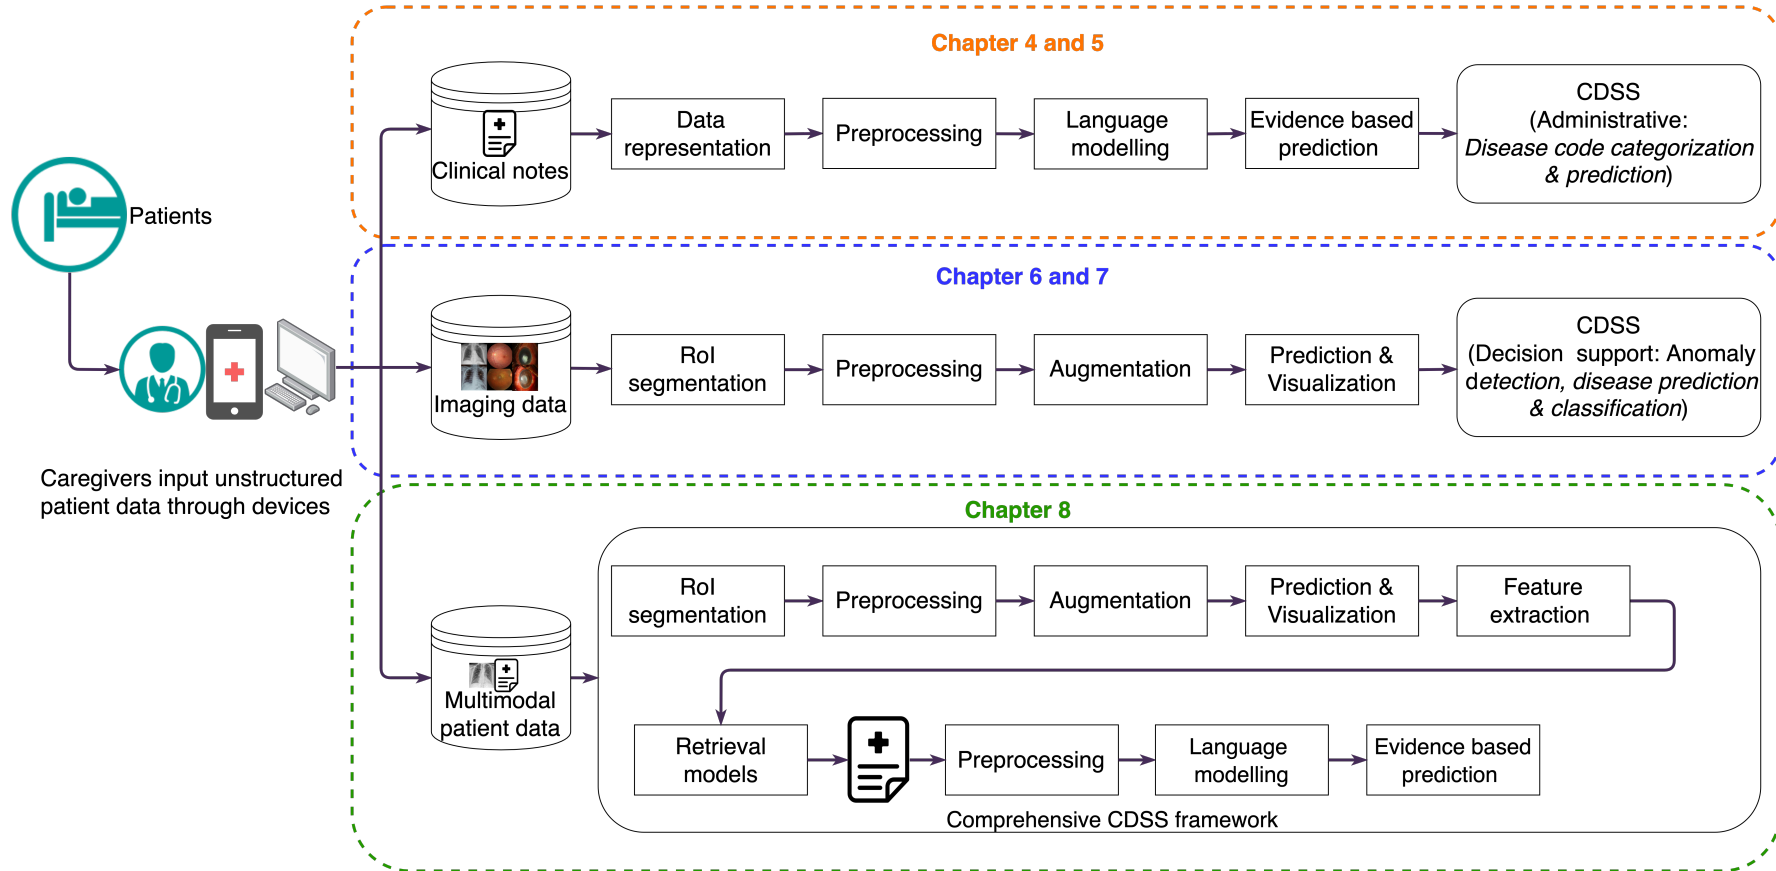 Patients
Caregivers input unstructured
patient data through devices
Chapter 4 and 5
Clinical notes
Data
representation
Preprocessing
Language
modelling
Evidence based
prediction
CDSS
(Administrative:
Disease code categorization
& prediction)
Chapter 6 and 7
Imaging data
RoI
segmentation
Preprocessing
Augmentation
Prediction &
Visualization
CDSS
(Decision support: Anomaly
detection, disease prediction
& classification)
Chapter 8
Multimodal
patient data
RoI
segmentation
Preprocessing
Augmentation
Prediction &
Visualization
Feature
extraction
Retrieval
models
Preprocessing
Language
modelling
Evidence based
prediction
Comprehensive CDSS framework